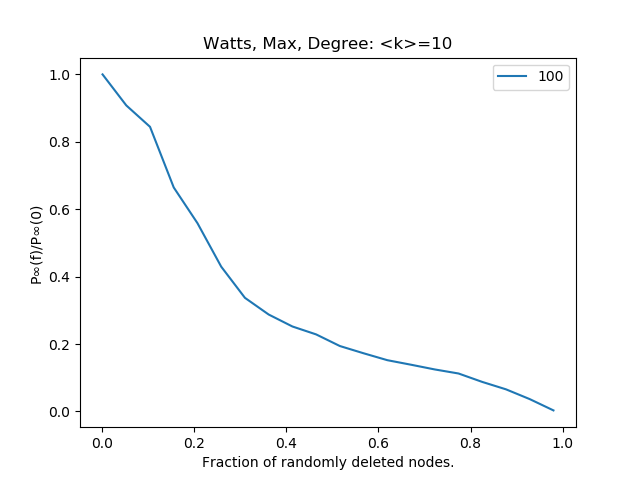 Watts, Max, Degree: <k>=10
100
P∞(f)/P∞(0)
1.0
0.8
0.6
0.4
0.2
0.0
0.0 0.2 0.4 0.6 0.8 1.0
Fraction of randomly deleted nodes.